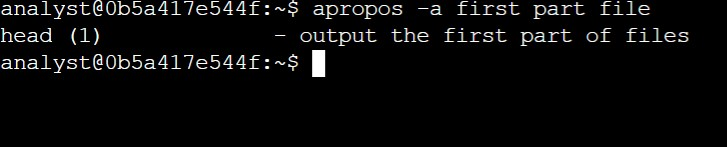 analyst@0b5a417e544f:~$ apropos -a first part file
head (1)             - output the first part of files
analyst@0b5a417e544f:~$